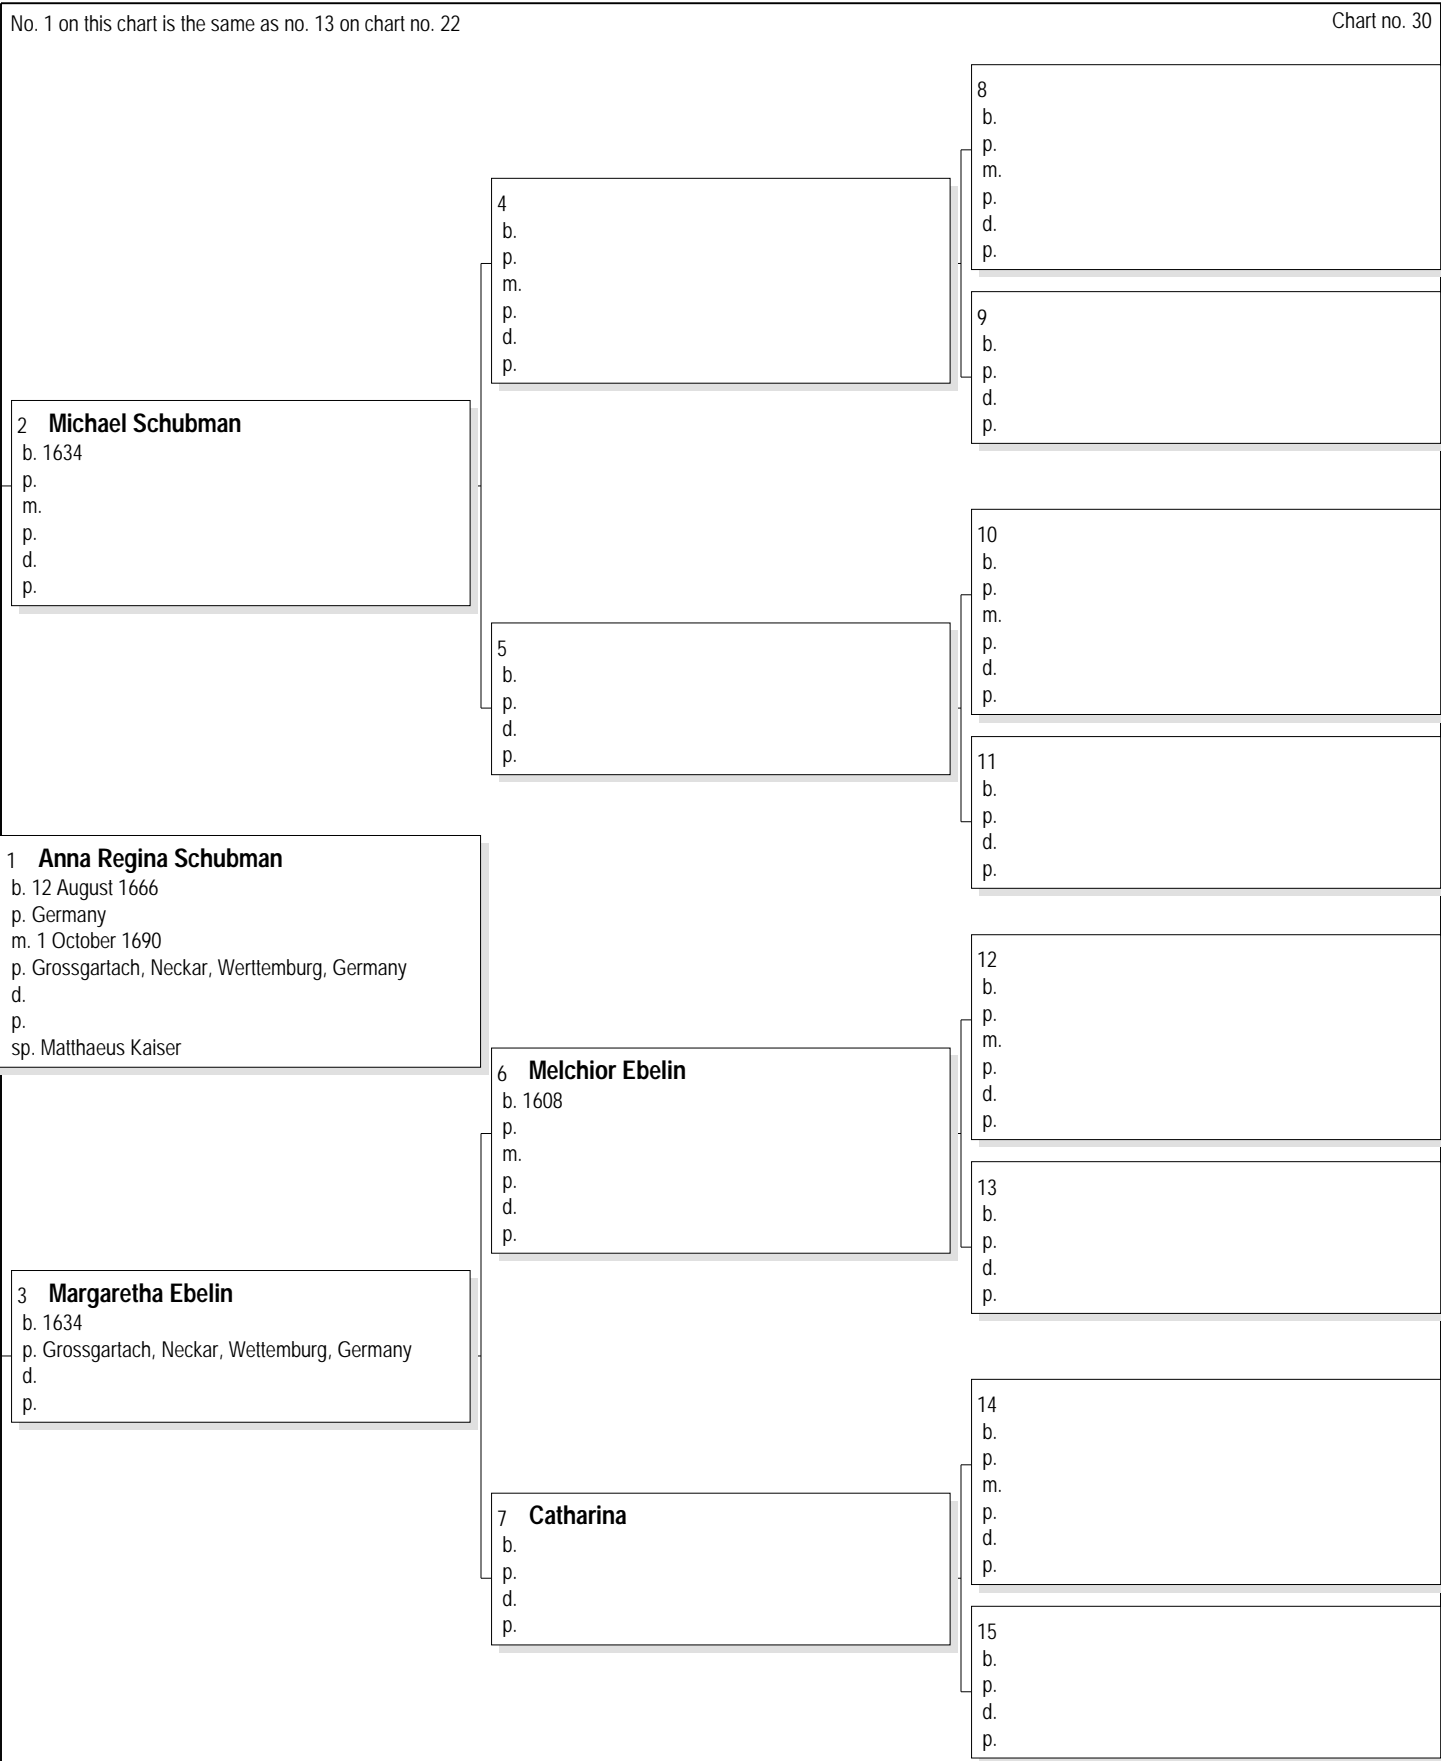 No. 1 on this chart is the same as no. 13 on chart no. 22
Chart no. 30
8
b.
p.
m.
p.
d.
p.
4
b.
p.
m.
p.
d.
p.
9
b.
p.
d.
p.
2 Michael Schubman
b. 1634
p.
m.
p.
d.
p.
10
b.
p.
m.
p.
d.
p.
5
b.
p.
d.
p.
11
b.
p.
d.
p.
1 Anna Regina Schubman
b. 12 August 1666
p. Germany
m. 1 October 1690
p. Grossgartach, Neckar, Werttemburg, Germany
d.
p.
sp. Matthaeus Kaiser
12
b.
p.
m.
p.
d.
p.
6 Melchior Ebelin
b. 1608
p.
m.
p.
d.
p.
13
b.
p.
d.
p.
3 Margaretha Ebelin
b. 1634
p. Grossgartach, Neckar, Wettemburg, Germany
d.
p.
14
b.
p.
m.
p.
d.
p.
7 Catharina
b.
p.
d.
p.
15
b.
p.
d.
p.